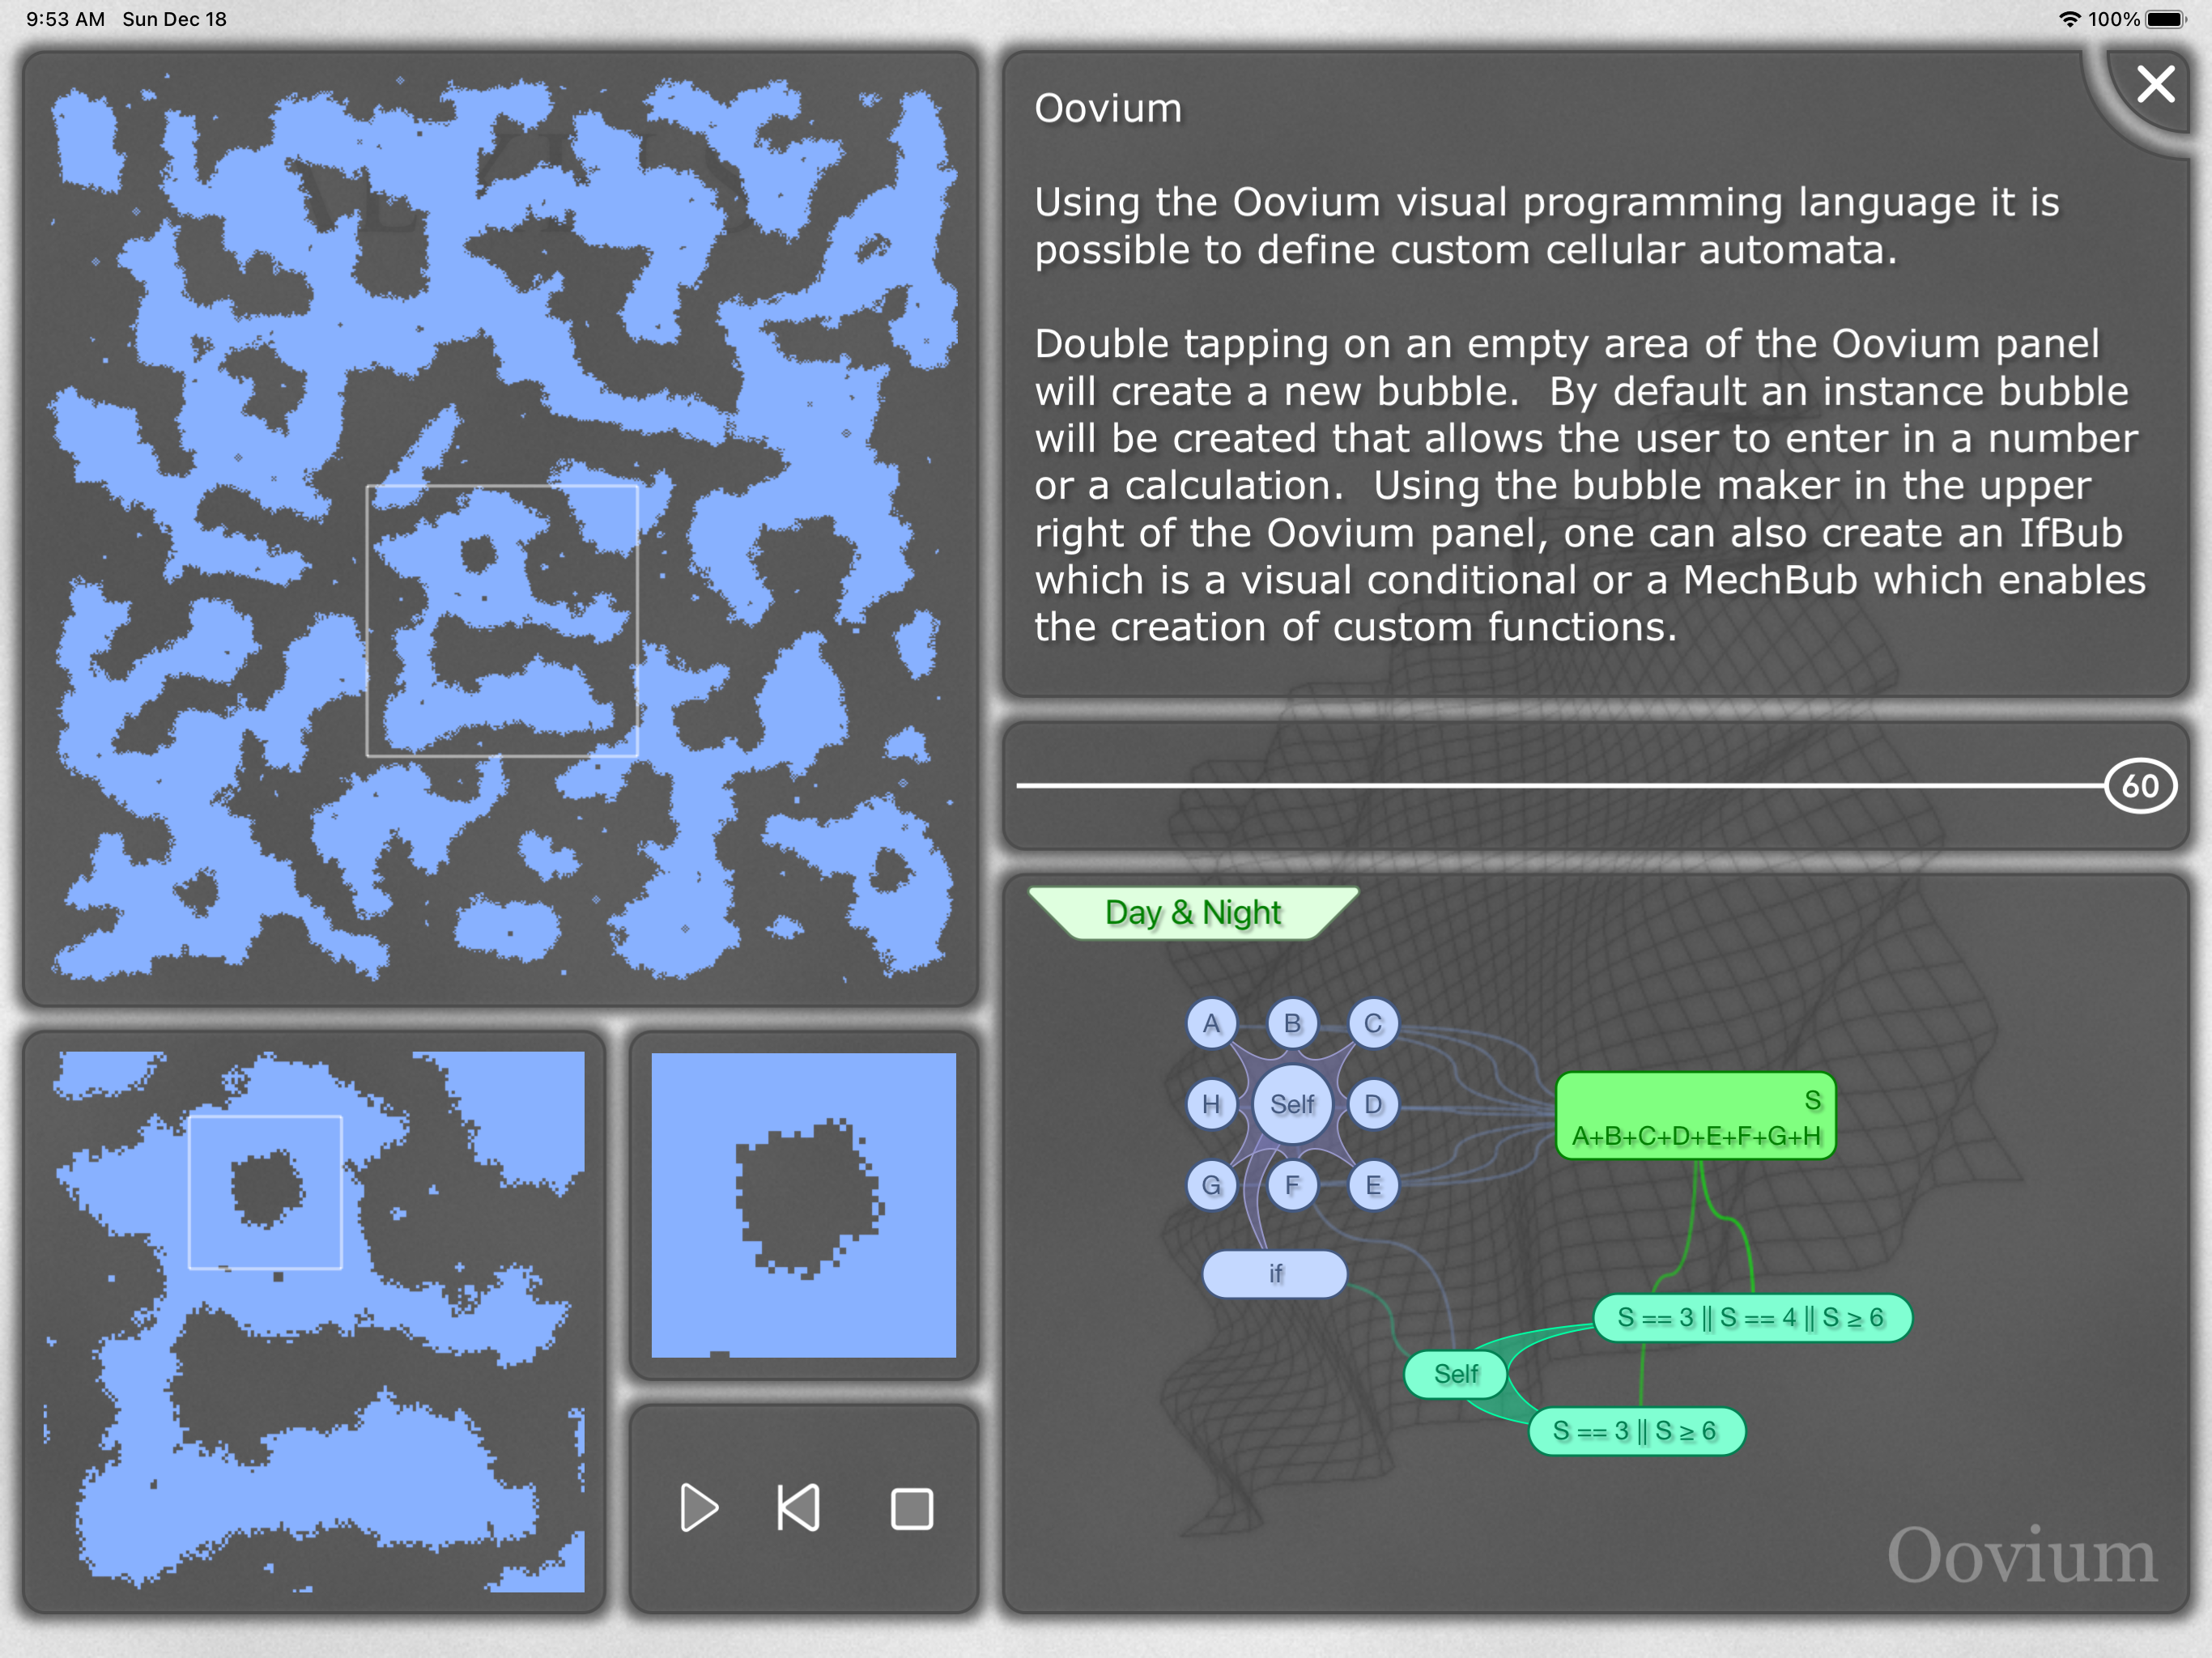 9:53 AM Sun Dec 18
100%
Oovium
Using the Oovium visual programming language it is
possible to define custom cellular automata.
Double tapping on an empty area of the Oovium panel
will create a new bubble.  By default an instance bubble
will be created that allows the user to enter in a number
or a calculation.  Using the bubble maker in the upper
right of the Oovium panel, one can also create an IfBub
which is a visual conditional or a MechBub which enables
the creation of custom functions.
60
Day & Night
A B C
H Self D
G F E
S
A+B+C+D+E+F+G+H
if
S == 3 || S == 4 || S ≥ 6
Self
S == 3 || S ≥ 6
Oovium